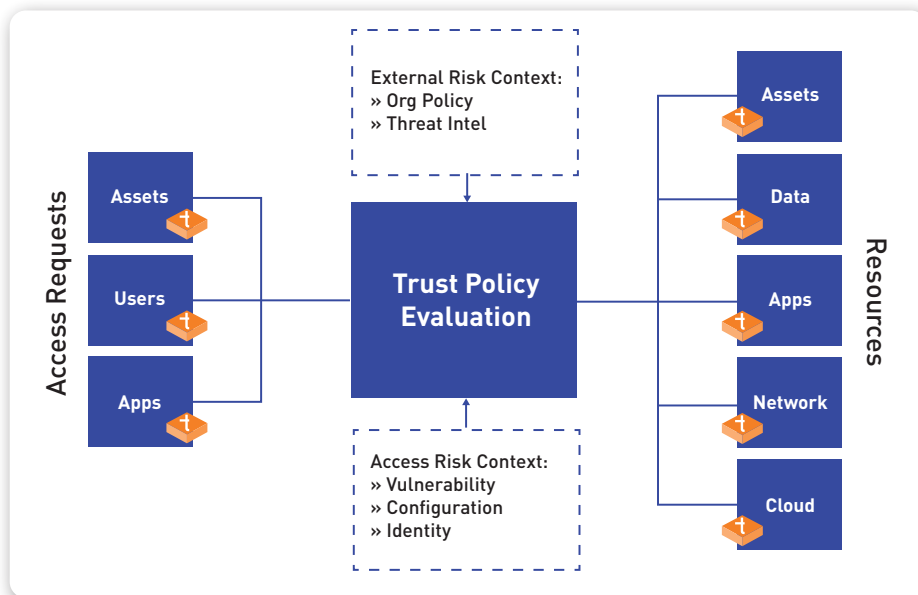 External Risk Context:
» Org Policy
» Threat Intel
Access Requests
Assets
Users
Apps
Trust Policy
Evaluation
Access Risk Context:
» Vulnerability
» Configuration
» Identity
Assets
Data
Apps
Network
Cloud
Resources
t
t
t
t
t
t
t
t